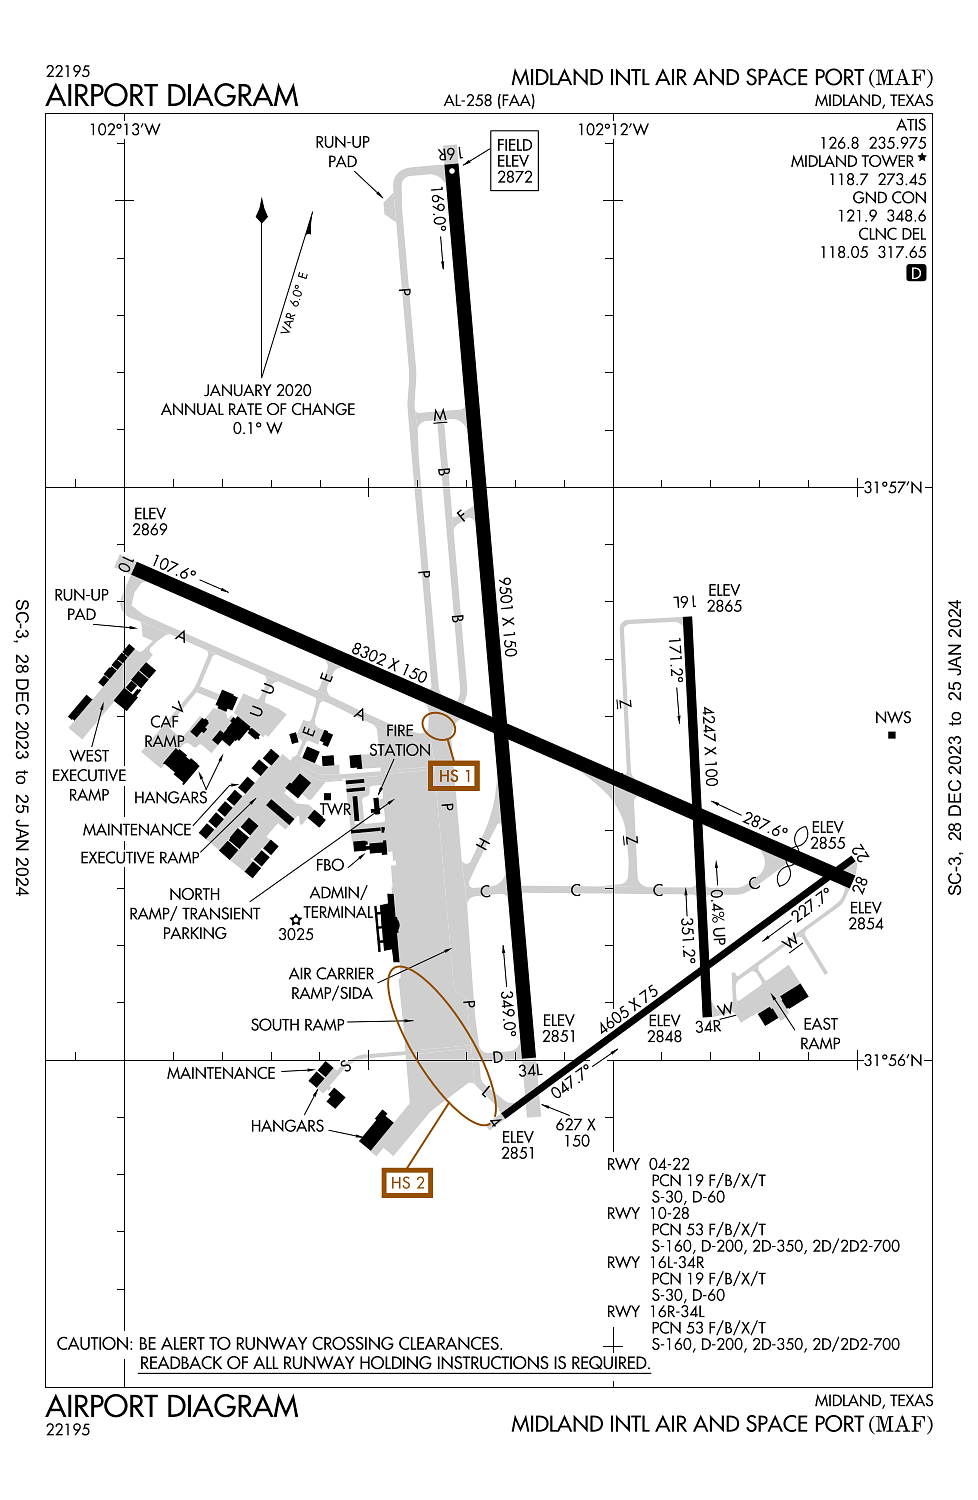 22195
AIRPORT DIAGRAM
AL-258 (FAA)
MIDLAND INTL AIR AND SPACE PORT (MAF)
MIDLAND, TEXAS
102°13'W
102°12'W
ATIS
126.8 235.975
MIDLAND TOWER★
118.7 273.45
GND CON
121.9 348.6
CLNC DEL
118.05 317.65
D
RUN-UP
PAD
16R
FIELD
ELEV
2872
169.0°
VAR 6.0° E
P
JANUARY 2020
ANNUAL RATE OF CHANGE
0.1° W
M
B
31°57'N
F
ELEV
2869
10
107.6°
P
B
9501 X 150
RUN-UP
PAD
A
8302 X 150
16L
ELEV
2865
171.2°
E
U
U
V
A
E
Z
4247 X 100
NWS
CAF
RAMP
FIRE
STATION
WEST
EXECUTIVE
RAMP
HS 1
HANGARS
TWR
P
287.6°
ELEV
2855
22
MAINTENANCE
H
Z
EXECUTIVE RAMP
FBO
NORTH
RAMP/ TRANSIENT
PARKING
ADMIN/
TERMINAL
C
C
C
C
28
ELEV
2854
227.7°
0.4% UP
351.2°
W
3025
AIR CARRIER
RAMP/SIDA
P
349.0°
SOUTH RAMP
ELEV
2851
4605 X 75
ELEV
2848
34R
W
EAST
RAMP
D
34L
31°56'N
MAINTENANCE
S
L
047.7°
HANGARS
4
627 X
150
ELEV
2851
HS 2
RWY 04-22
PCN 19 F/B/X/T
S-30, D-60
RWY 10-28
PCN 53 F/B/X/T
S-160, D-200, 2D-350, 2D/2D2-700
RWY 16L-34R
PCN 19 F/B/X/T
S-30, D-60
RWY 16R-34L
PCN 53 F/B/X/T
S-160, D-200, 2D-350, 2D/2D2-700
CAUTION: BE ALERT TO RUNWAY CROSSING CLEARANCES.
READBACK OF ALL RUNWAY HOLDING INSTRUCTIONS IS REQUIRED.
AIRPORT DIAGRAM
22195
MIDLAND, TEXAS
MIDLAND INTL AIR AND SPACE PORT (MAF)
SC-3, 28 DEC 2023 to 25 JAN 2024
SC-3, 28 DEC 2023 to 25 JAN 2024